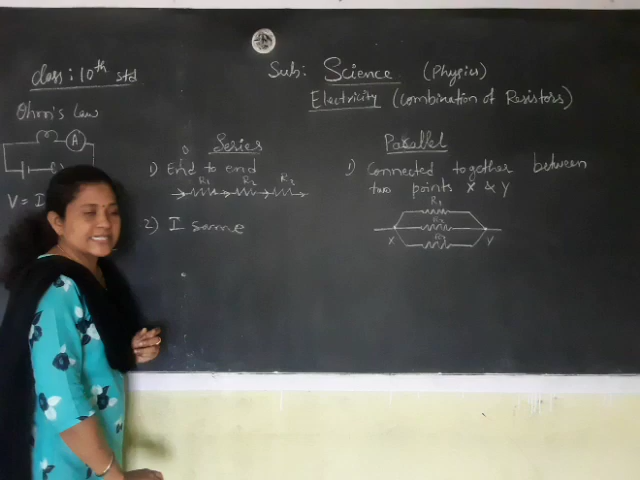 class: 10th std
Sub: Science (Physics)
Electricity (combination of Resistors)
Ohm's Law
A
V = I
Series
1) End to end
R1 R2 R3
2) I same
Parallel
1) Connected together between
two points X & Y
R1
R2
R3
X Y